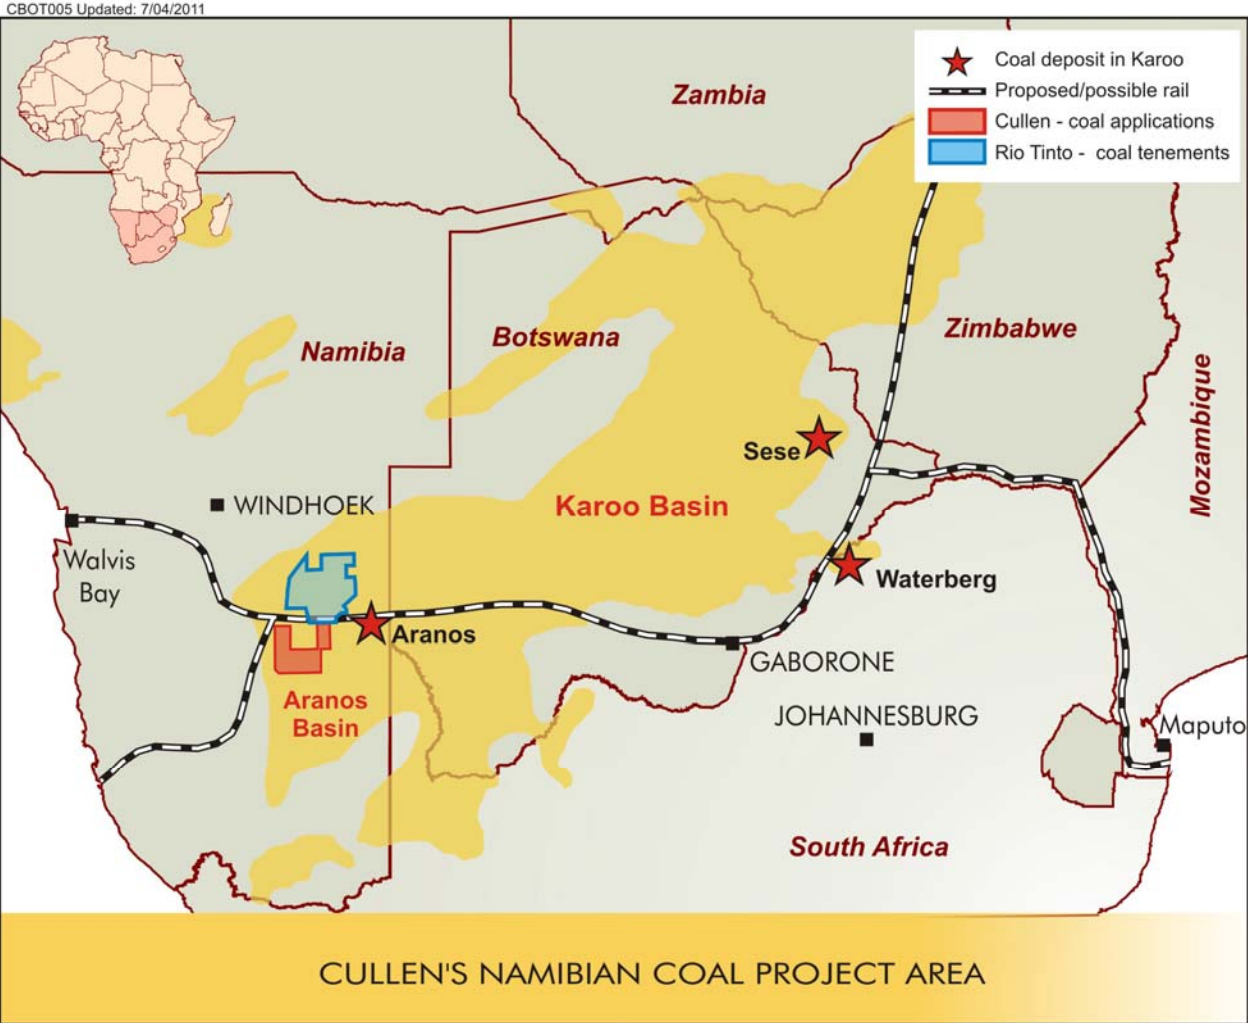 CBOT005 Updated: 7/04/2011
Coal deposit in Karoo
Proposed/possible rail
Cullen - coal applications
Rio Tinto - coal tenements
Zambia
Namibia
Botswana
Zimbabwe
Mozambique
Sese
Karoo Basin
WINDHOEK
Walvis
Bay
Waterberg
Aranos
GABORONE
Aranos
Basin
JOHANNESBURG
Maputo
South Africa
CULLEN'S NAMIBIAN COAL PROJECT AREA